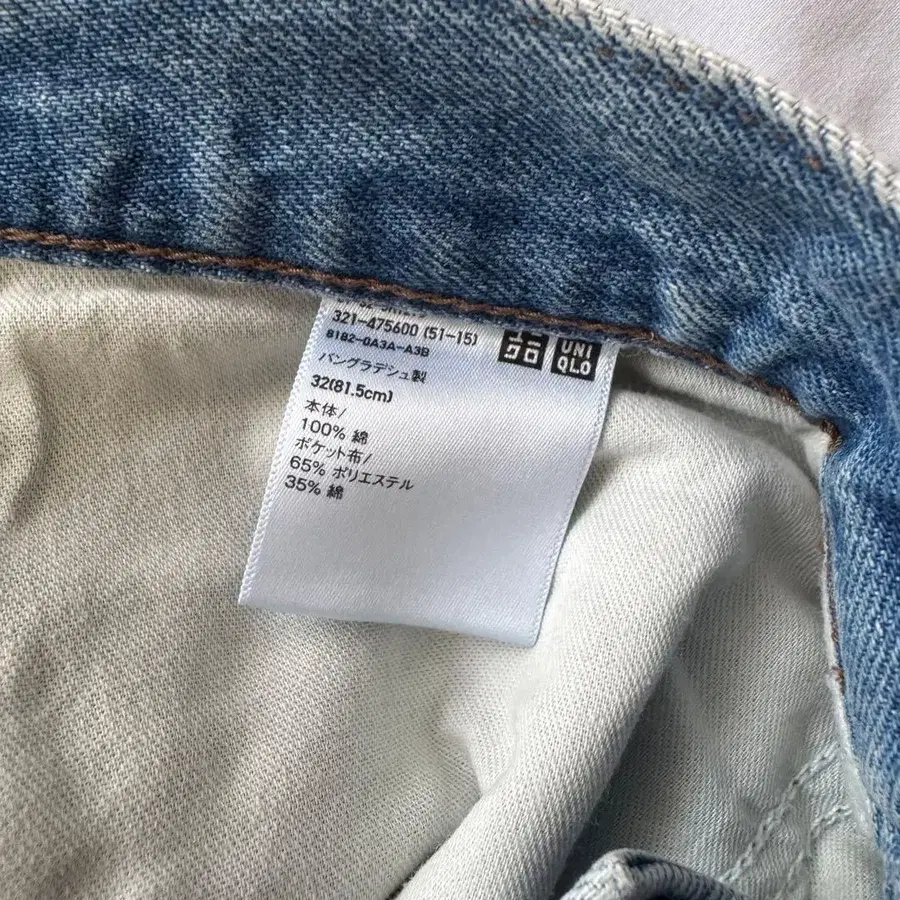 321-475600 (51-15)
8182-0A3A-A3B
バングラデシュ製
32(81.5cm)
本体/
100% 綿
ポケット布/
65% ポリエステル
35% 綿
ユニ
クロ
UNI
QLO